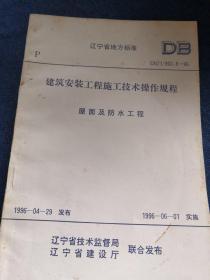 辽宁省地方标准
DB
P
建筑安装工程施工技术操作规程
屋面及防水工程
1996-04-29 发布
1996-06-01 实施
辽宁省技术监督局
辽宁省建设厅
联合发布